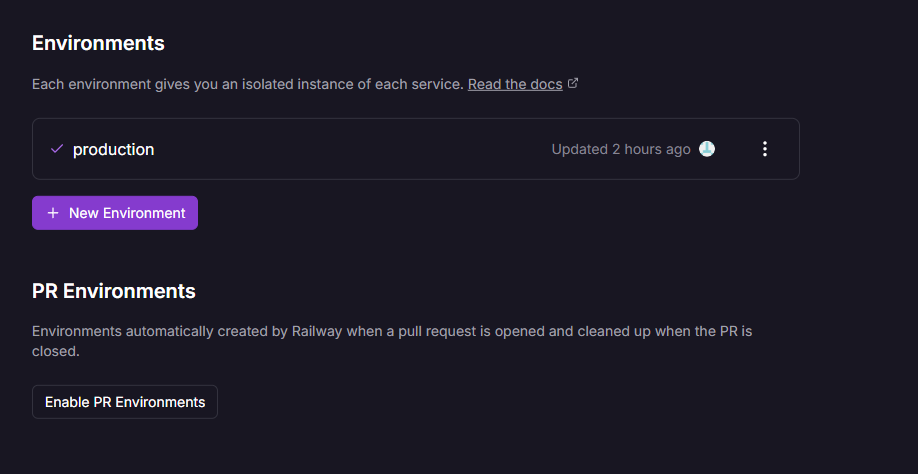 Environments
Each environment gives you an isolated instance of each service. Read the docs
production
Updated 2 hours ago
New Environment
PR Environments
Environments automatically created by Railway when a pull request is opened and cleaned up when the PR is
closed.
Enable PR Environments